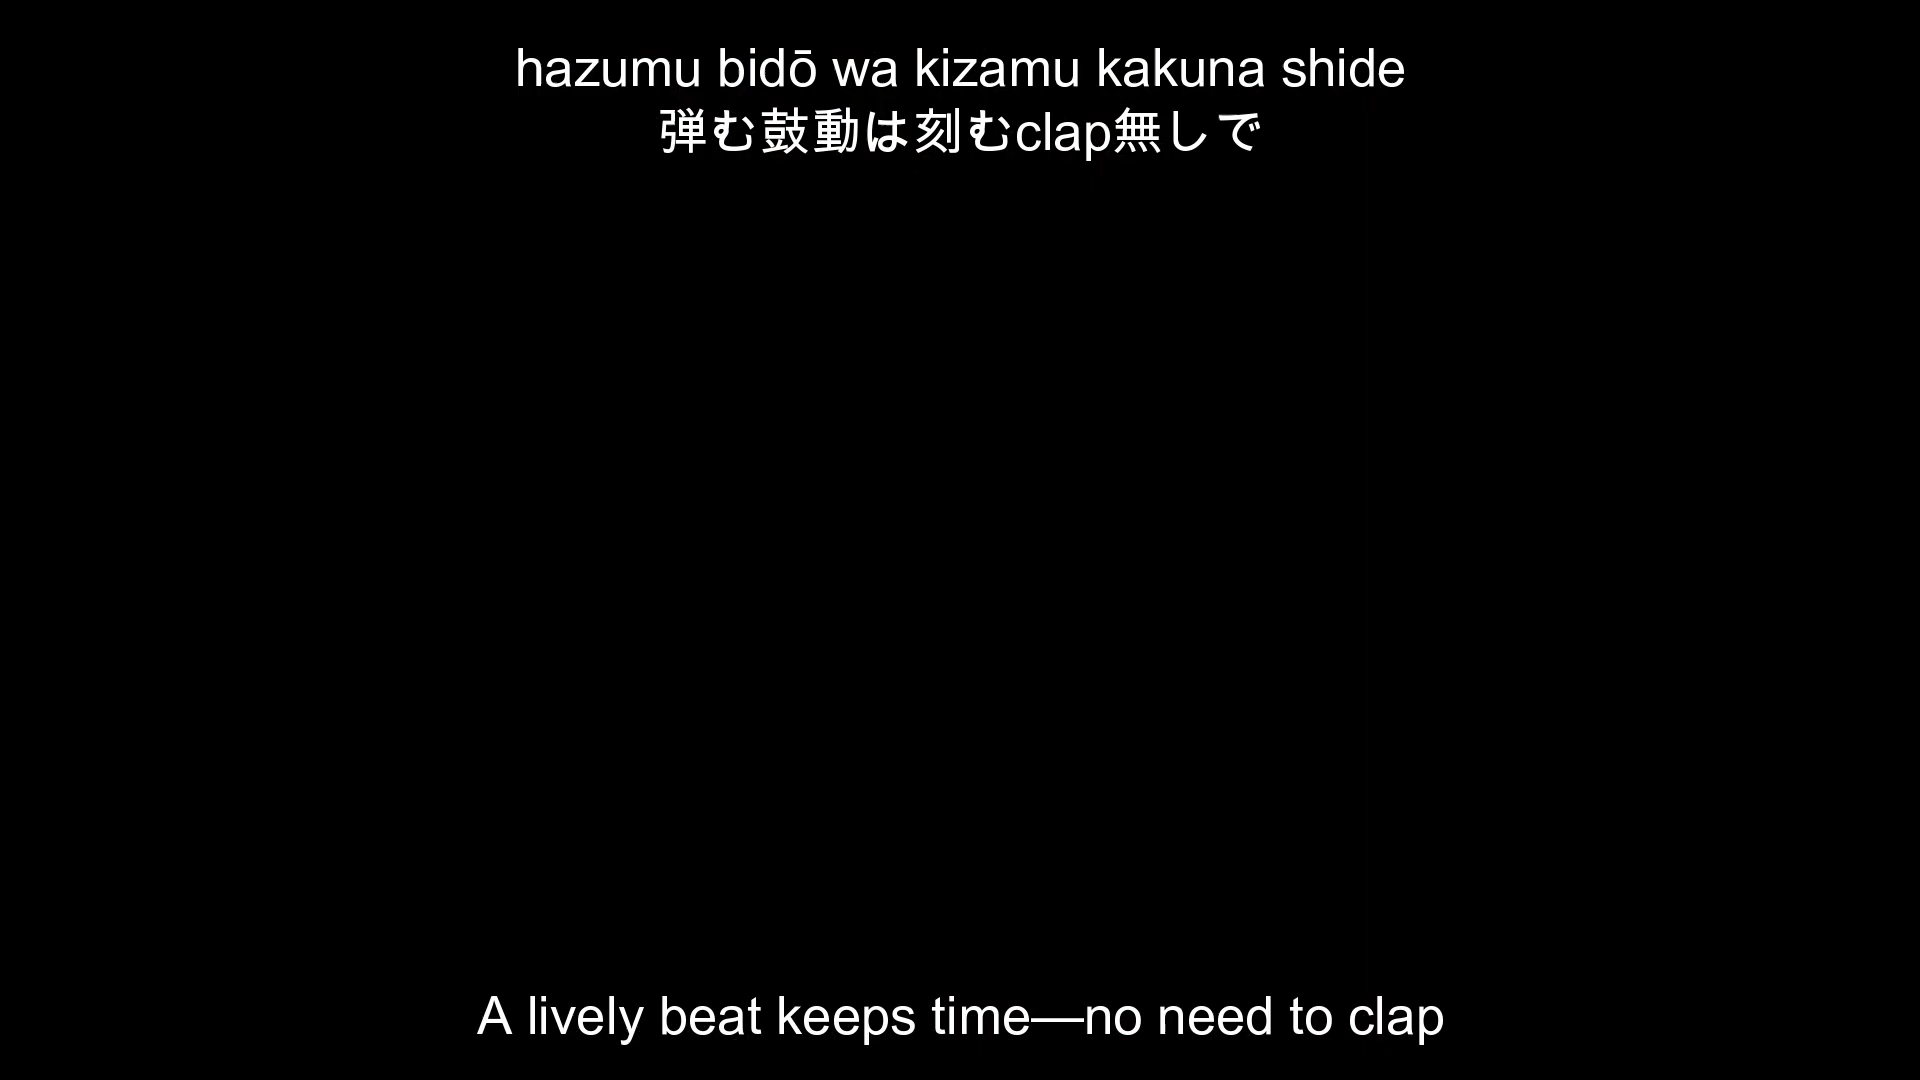 hazumu bidō wa kizamu kakuna shide
弾む鼓動は刻むclap無しで
A lively beat keeps time—no need to clap